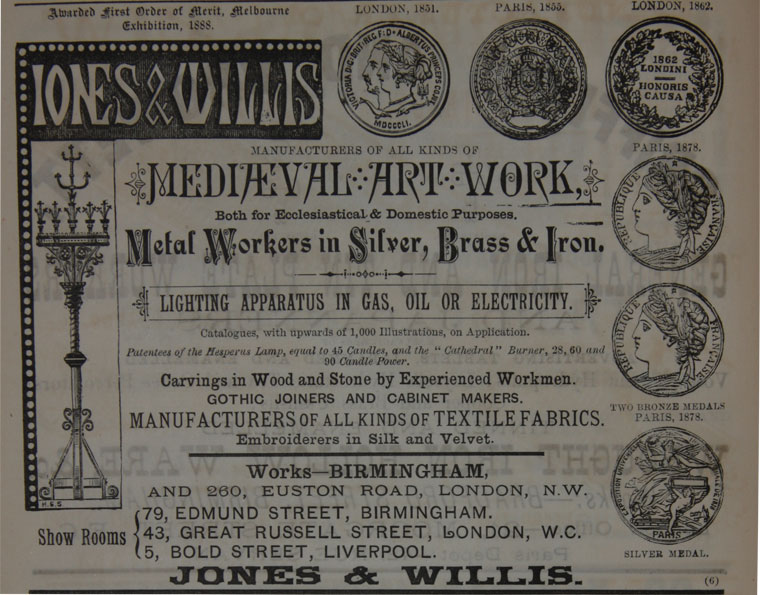 Awarded First Order of Merit, Melbourne
Exhibition, 1888.
LONDON, 1851.
PARIS, 1855.
LONDON, 1862.
JONES & WILLIS
VICTORIA D:G BRIT:REG F:D ALBERTUS PRINCEPS CONJ
MDCCCLI.
1862
LONDINI
HONORIS
CAUSA
MANUFACTURERS OF ALL KINDS OF
MEDIÆVAL ART WORK,
Both for Ecclesiastical & Domestic Purposes.
Metal Workers in Silver, Brass & Iron.
LIGHTING APPARATUS IN GAS, OIL OR ELECTRICITY.
Catalogues, with upwards of 1,000 Illustrations, on Application.
Patentees of the Hesperus Lamp, equal to 45 Candles, and the "Cathedral" Burner, 28, 60 and
90 Candle Power.
Carvings in Wood and Stone by Experienced Workmen.
GOTHIC JOINERS AND CABINET MAKERS.
MANUFACTURERS OF ALL KINDS OF TEXTILE FABRICS.
Embroiderers in Silk and Velvet.
PARIS, 1878.
REPUBLIQUE FRANÇAISE
REPUBLIQUE FRANÇAISE
TWO BRONZE MEDALS
PARIS, 1878.
PARIS
SILVER MEDAL.
H.S.S
Works—BIRMINGHAM,
AND 260, EUSTON ROAD, LONDON, N.W.
Show Rooms
79, EDMUND STREET, BIRMINGHAM.
43, GREAT RUSSELL STREET, LONDON, W.C.
5, BOLD STREET, LIVERPOOL.
JONES & WILLIS.
(6)